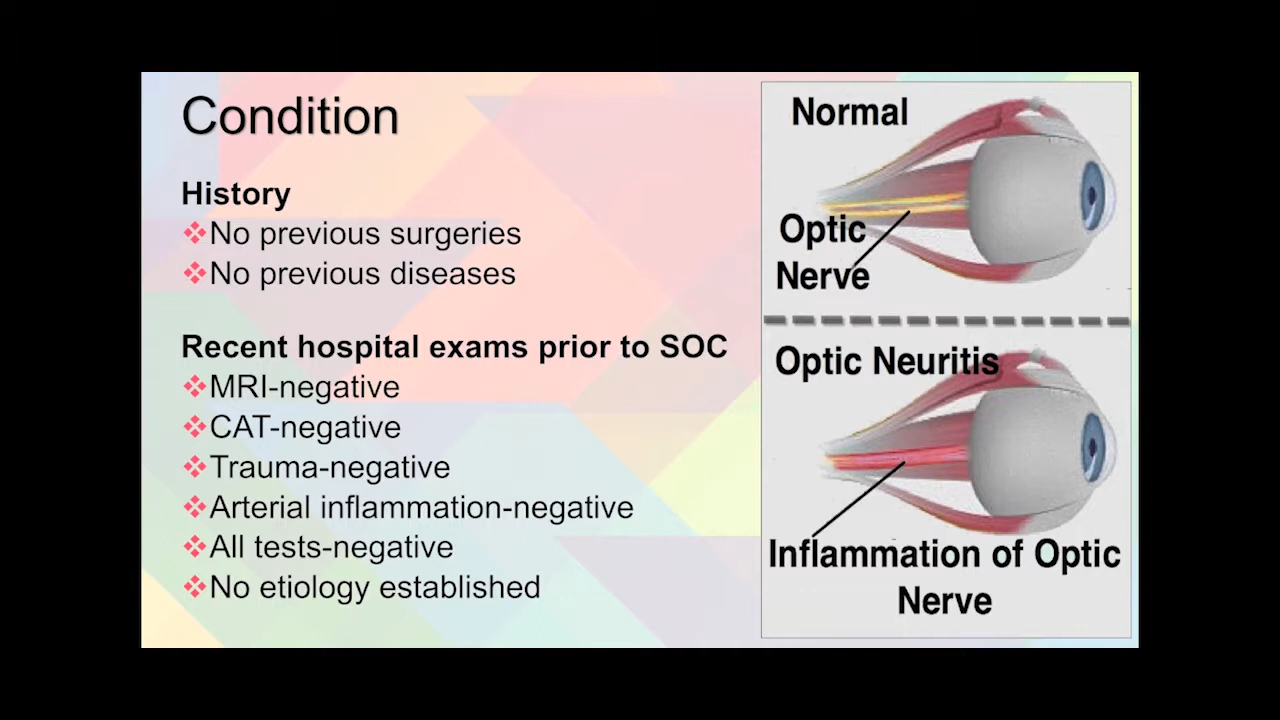 Condition
History
No previous surgeries
No previous diseases
Recent hospital exams prior to SOC
MRI-negative
CAT-negative
Trauma-negative
Arterial inflammation-negative
All tests-negative
No etiology established
Normal
Optic
Nerve
Optic Neuritis
Inflammation of Optic
Nerve